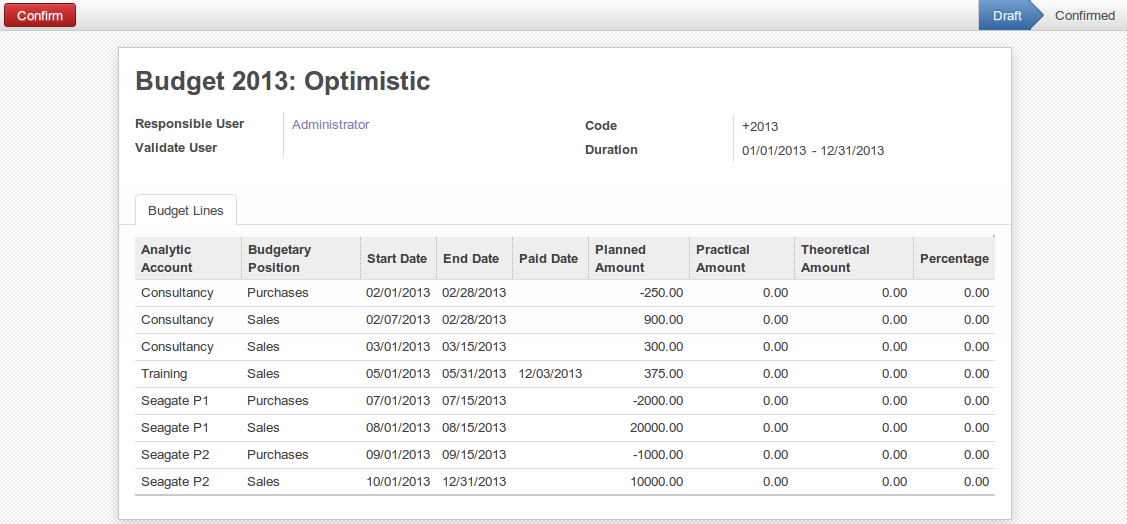 Confirm Draft Confirmed
Budget 2013: Optimistic
Responsible User Administrator Code +2013
Validate User Duration 01/01/2013 - 12/31/2013
Budget Lines
Analytic Account Budgetary Position Start Date End Date Paid Date Planned Amount Practical Amount Theoretical Amount Percentage
Consultancy Purchases 02/01/2013 02/28/2013 -250.00 0.00 0.00 0.00
Consultancy Sales 02/07/2013 02/28/2013 900.00 0.00 0.00 0.00
Consultancy Sales 03/01/2013 03/15/2013 300.00 0.00 0.00 0.00
Training Sales 05/01/2013 05/31/2013 12/03/2013 375.00 0.00 0.00 0.00
Seagate P1 Purchases 07/01/2013 07/15/2013 -2000.00 0.00 0.00 0.00
Seagate P1 Sales 08/01/2013 08/15/2013 20000.00 0.00 0.00 0.00
Seagate P2 Purchases 09/01/2013 09/15/2013 -1000.00 0.00 0.00 0.00
Seagate P2 Sales 10/01/2013 12/31/2013 10000.00 0.00 0.00 0.00